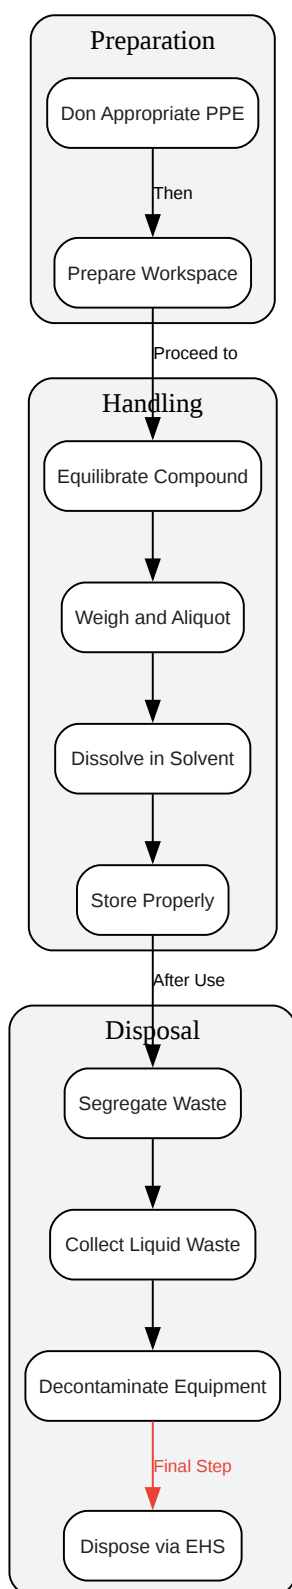 Preparation
Don Appropriate PPE
Then
Prepare Workspace
Proceed to
Handling
Equilibrate Compound
Weigh and Aliquot
Dissolve in Solvent
Store Properly
After Use
Disposal
Segregate Waste
Collect Liquid Waste
Decontaminate Equipment
Final Step
Dispose via EHS